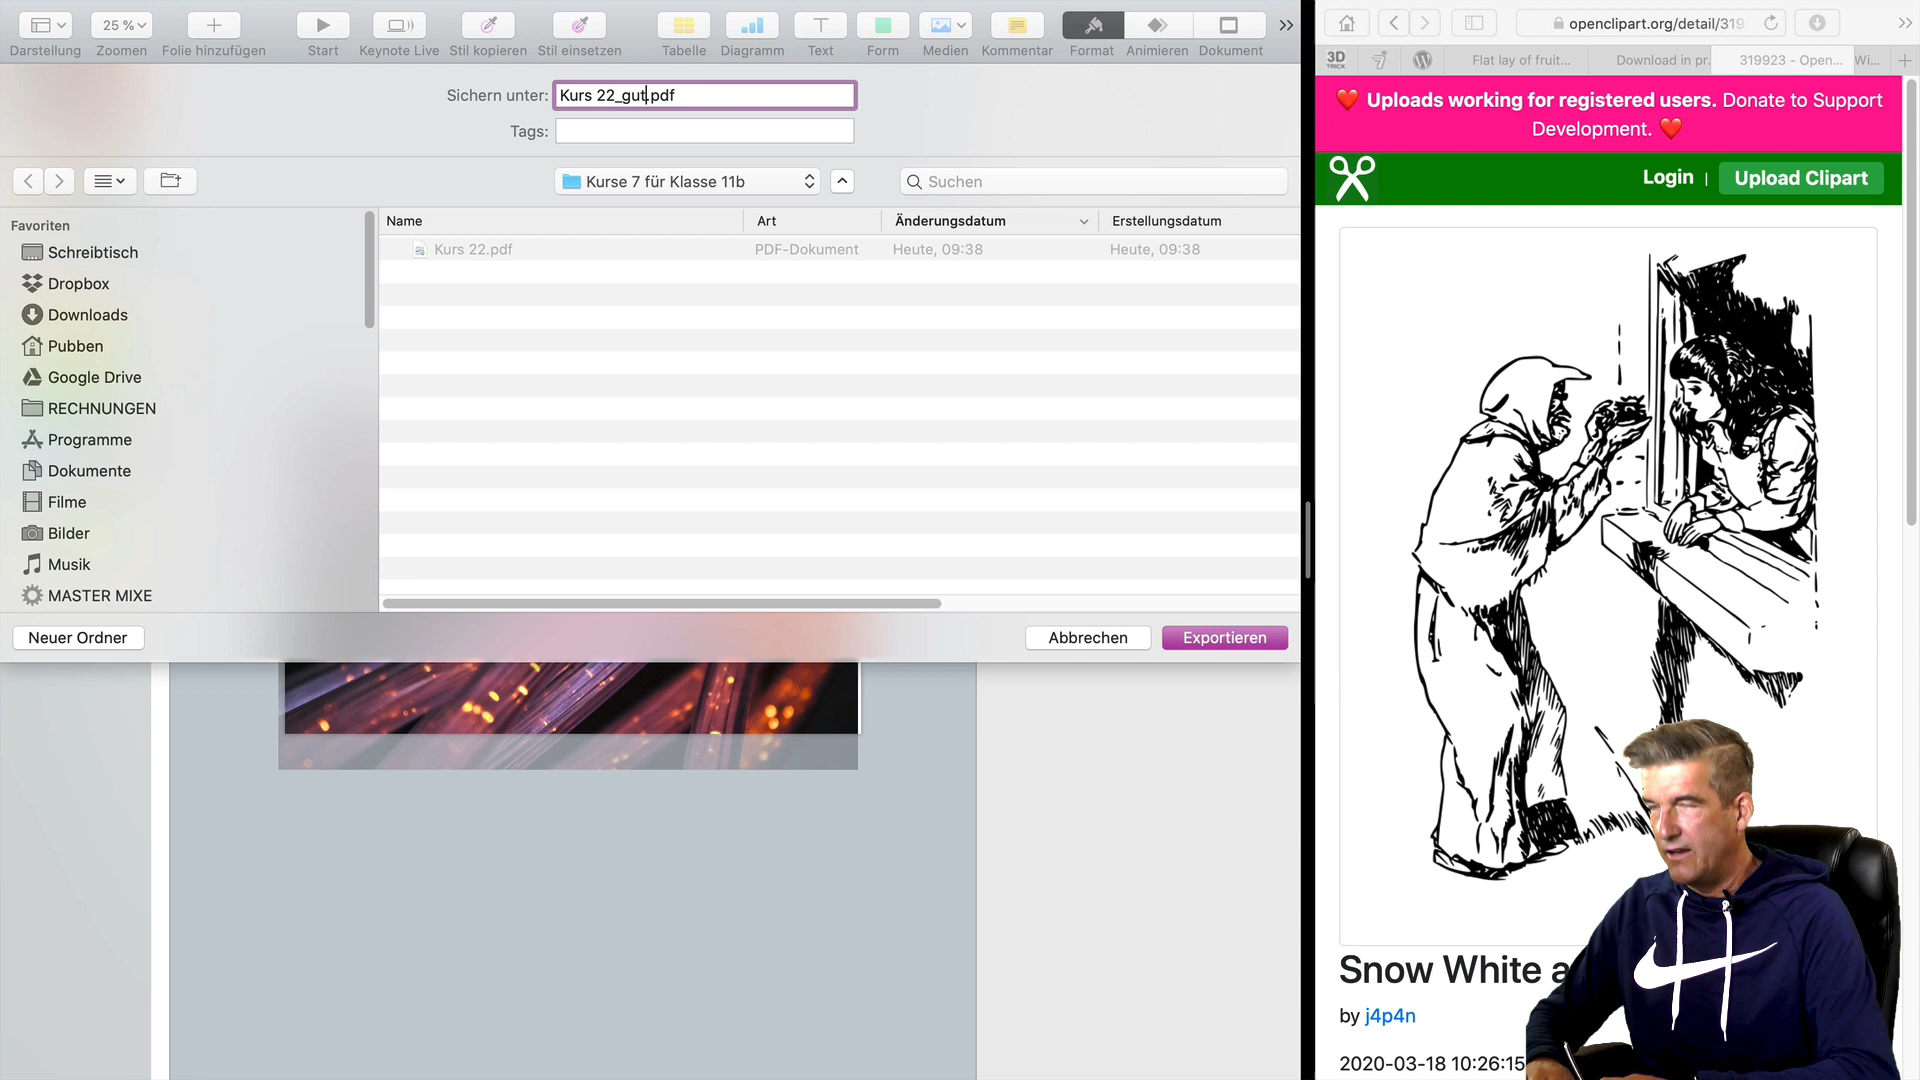 25 %
Darstellung Zoomen Folie hinzufügen Start Keynote Live Stil kopieren Stil einsetzen Tabelle Diagramm Text Form Medien Kommentar Format Animieren Dokument
Sichern unter: Kurs 22_gut.pdf
Tags:
Kurse 7 für Klasse 11b
Suchen
Name Art Änderungsdatum Erstellungsdatum
Kurs 22.pdf PDF-Dokument Heute, 09:38 Heute, 09:38
Favoriten
Schreibtisch
Dropbox
Downloads
Pubben
Google Drive
RECHNUNGEN
Programme
Dokumente
Filme
Bilder
Musik
MASTER MIXE
Neuer Ordner
Abbrechen
Exportieren
openclipart.org/detail/319
3D
TRICK
Flat lay of fruit...
Download in pr.
319923 - Open...
Wi...
Uploads working for registered users. Donate to Support
Development.
Login | Upload Clipart
Snow White a
by j4p4n
2020-03-18 10:26:15